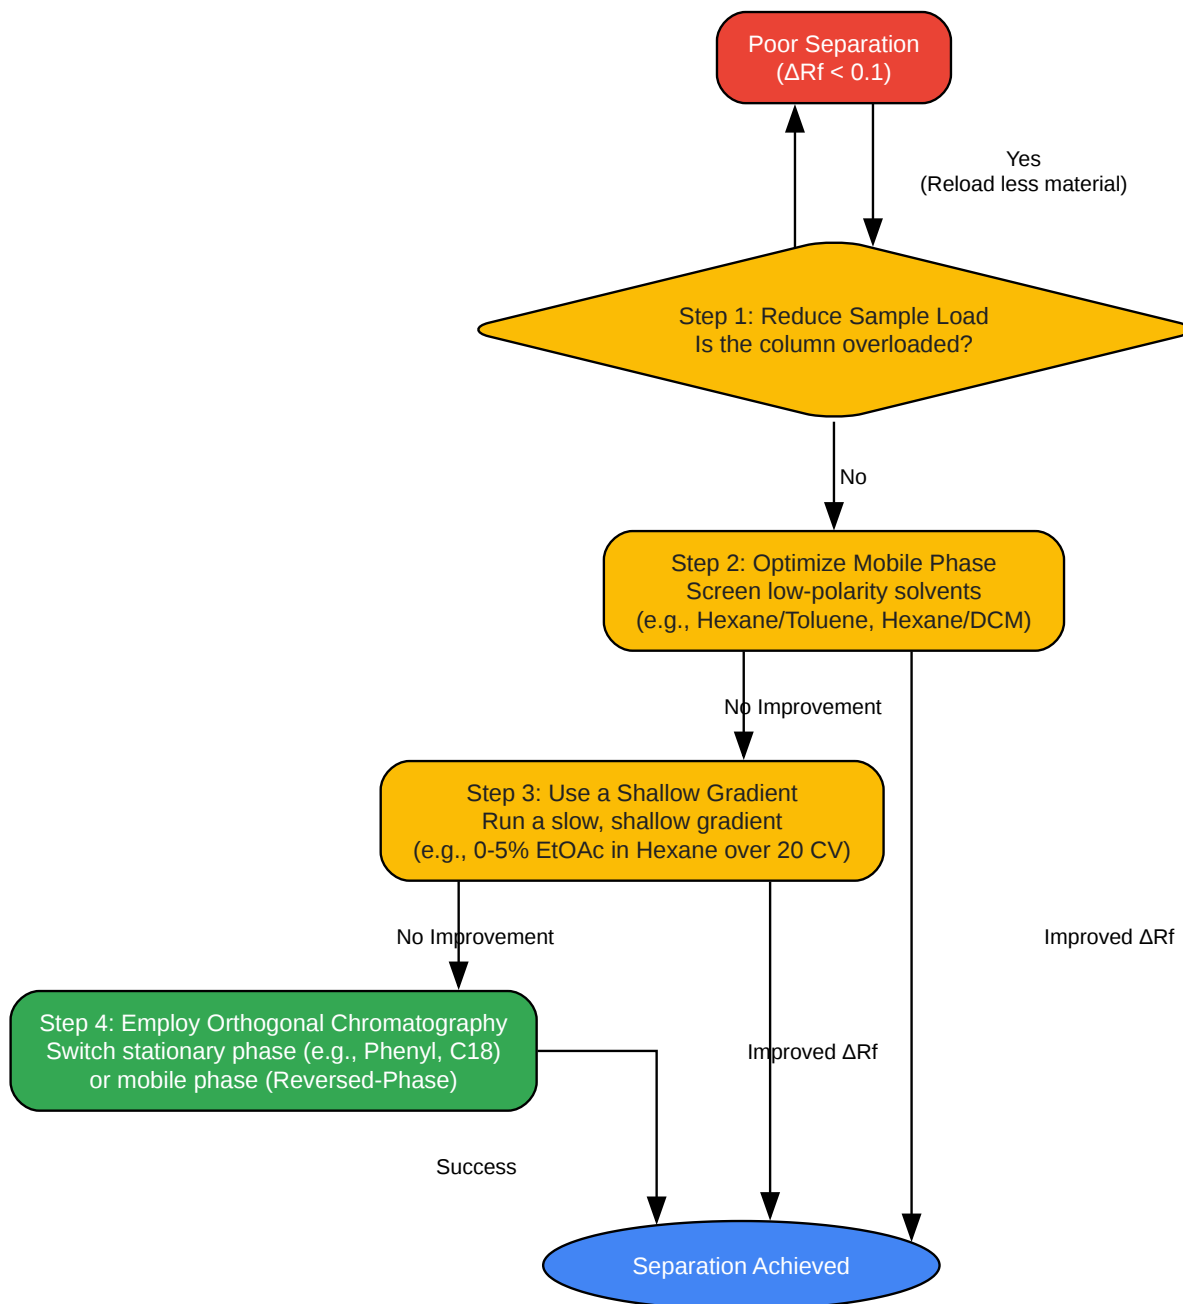 Poor Separation
(ΔRf < 0.1)
Yes
(Reload less material)
Step 1: Reduce Sample Load
Is the column overloaded?
No
Step 2: Optimize Mobile Phase
Screen low-polarity solvents
(e.g., Hexane/Toluene, Hexane/DCM)
No Improvement
Step 3: Use a Shallow Gradient
Run a slow, shallow gradient
(e.g., 0-5% EtOAc in Hexane over 20 CV)
No Improvement
Improved ΔRf
Step 4: Employ Orthogonal Chromatography
Switch stationary phase (e.g., Phenyl, C18)
or mobile phase (Reversed-Phase)
Improved ΔRf
Success
Separation Achieved